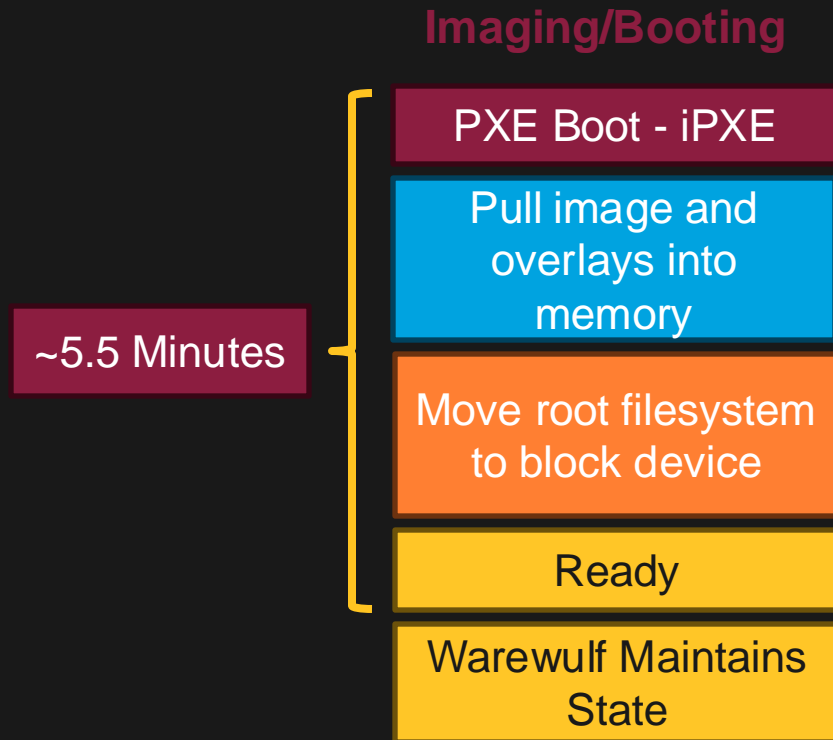 Imaging/Booting
PXE Boot - iPXE
Pull image and
overlays into
memory
~5.5 Minutes
Move root filesystem
to block device
Ready
Warewulf Maintains
State